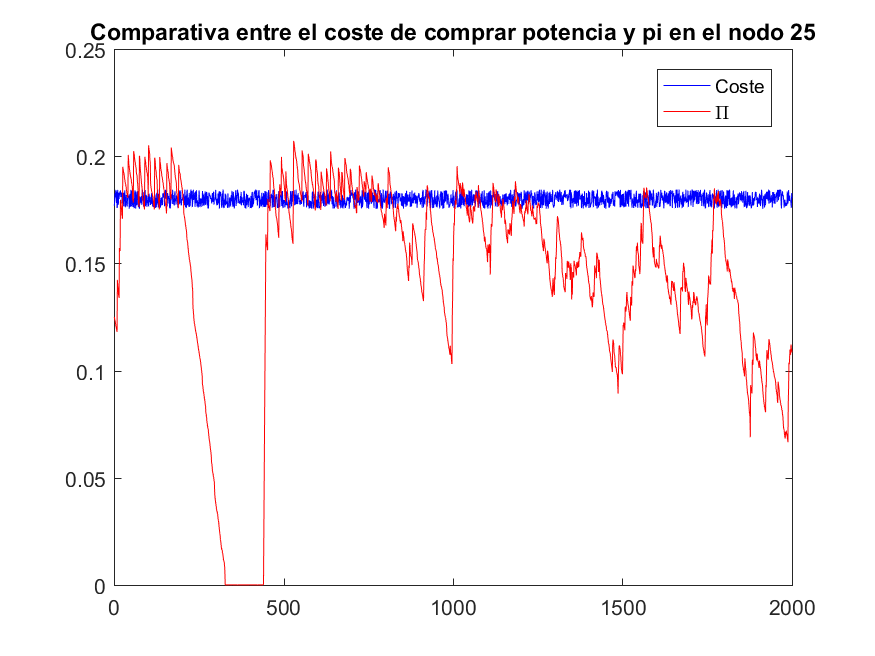 Comparativa entre el coste de comprar potencia y pi en el nodo 25
0.25
0.2
0.15
0.1
0.05
0
Coste
Π
0 500 1000 1500 2000